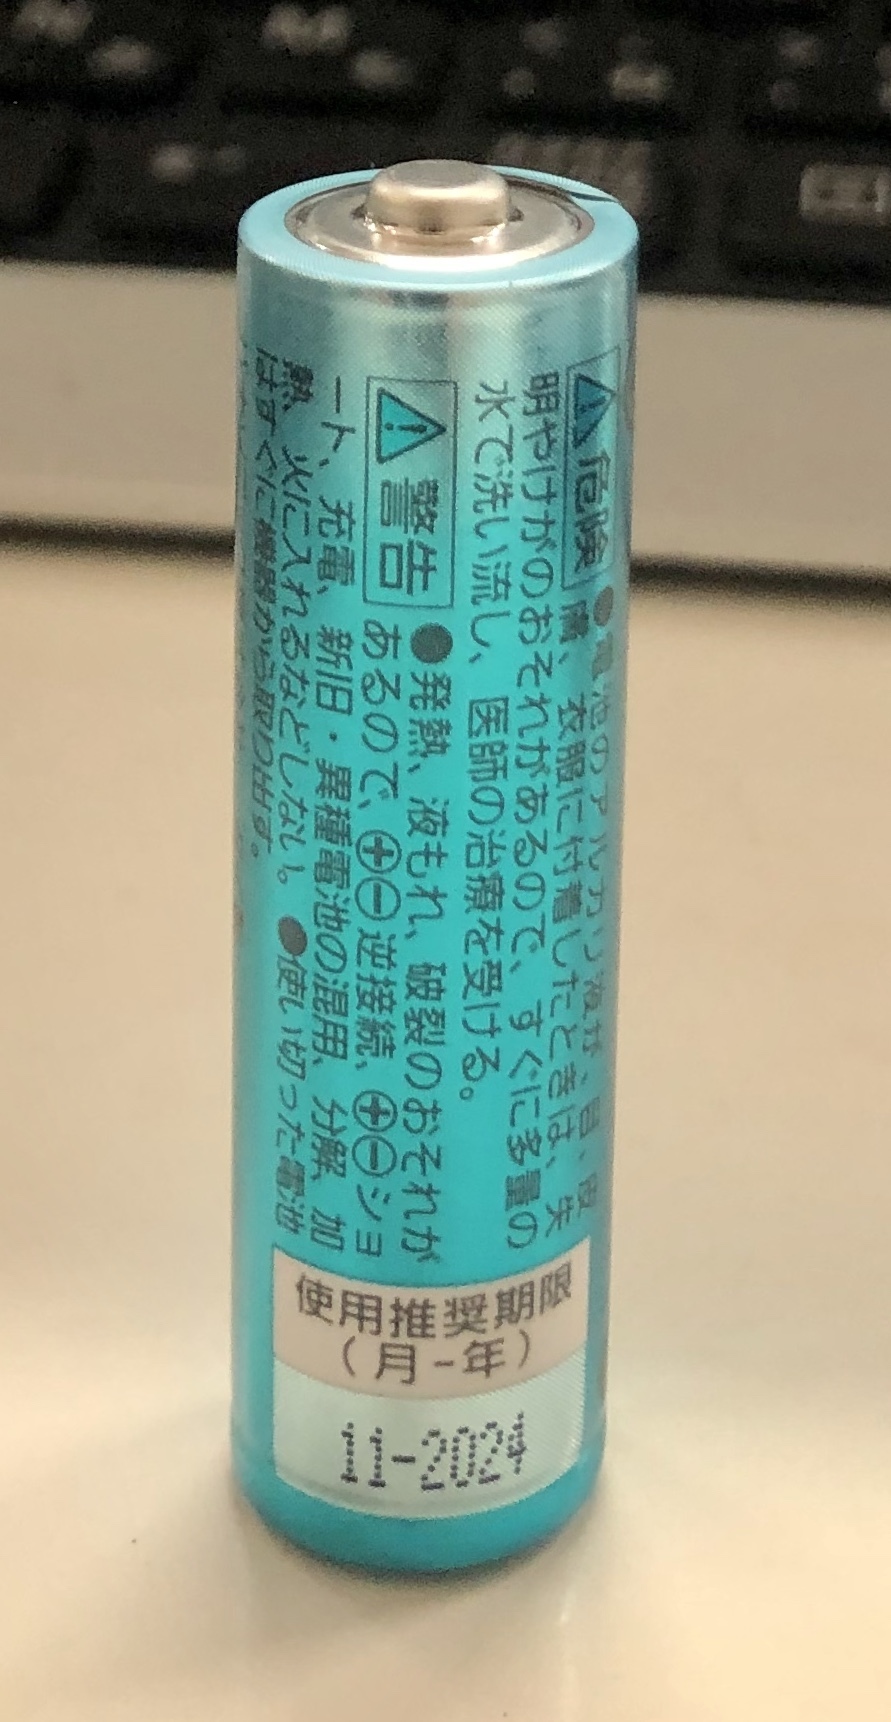 危険 ●電池のアルカリ液が、目、皮
膚、衣服に付着したときは、失
明やけがのおそれがあるので、すぐに多量の
水で洗い流し、医師の治療を受ける。
警告 ●発熱、液もれ、破裂のおそれが
あるので、⊕⊖逆接続、⊕⊖ショ
ート、充電、新旧・異種電池の混用、分解、加
熱、火に入れるなどしない。●使い切った電池
はすぐに機器から取り出す。
使用推奨期限
(月-年)
11-2024